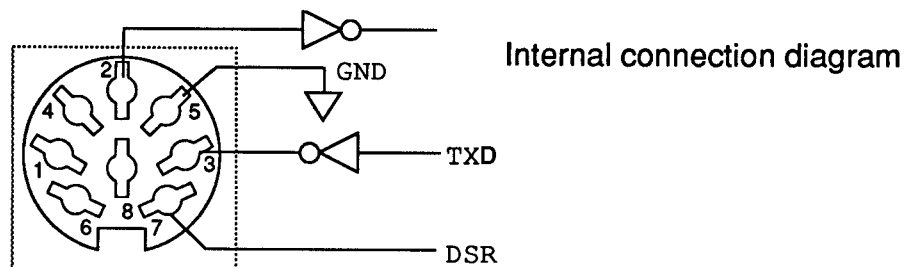 Internal connection diagram
2
GND
4
5
1
3
TXD
6
8
7
DSR